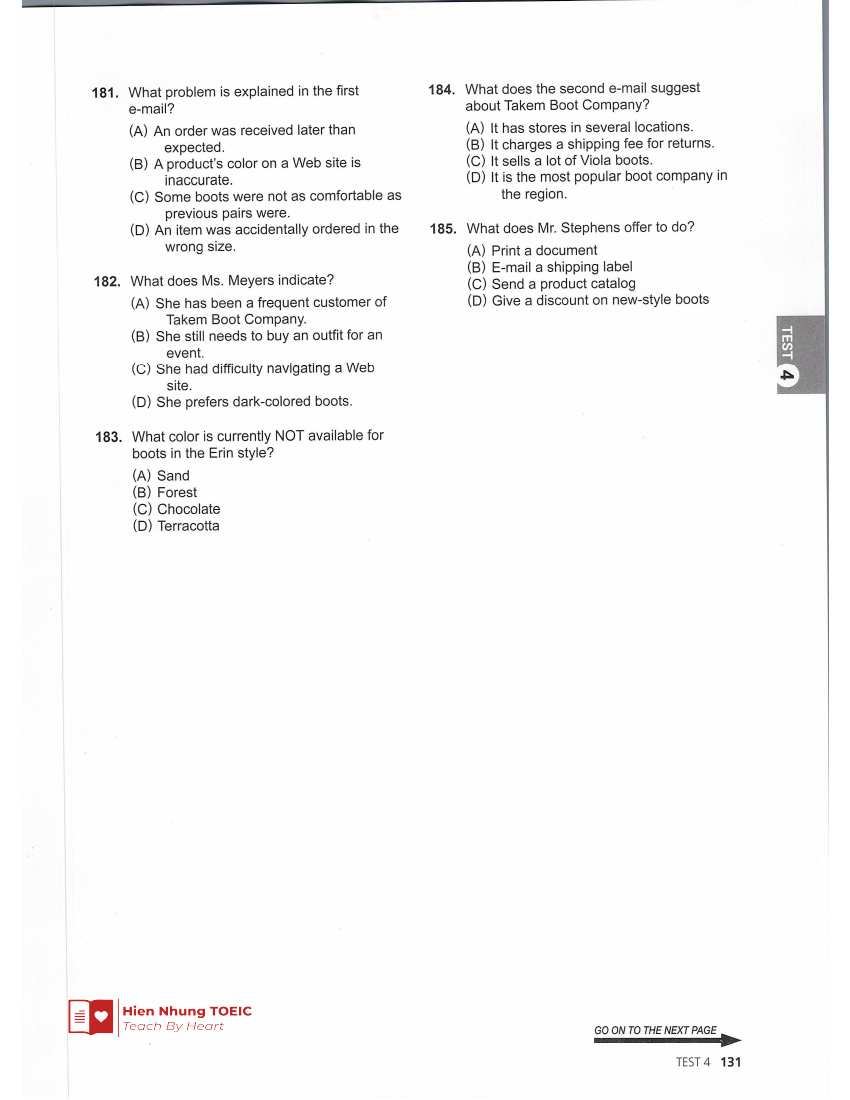 181. What problem is explained in the first
e-mail?
(A) An order was received later than
expected.
(B) A product's color on a Web site is
inaccurate.
(C) Some boots were not as comfortable as
previous pairs were.
(D) An item was accidentally ordered in the
wrong size.
182. What does Ms. Meyers indicate?
(A) She has been a frequent customer of
Takem Boot Company.
(B) She still needs to buy an outfit for an
event.
(C) She had difficulty navigating a Web
site.
(D) She prefers dark-colored boots.
183. What color is currently NOT available for
boots in the Erin style?
(A) Sand
(B) Forest
(C) Chocolate
(D) Terracotta
184. What does the second e-mail suggest
about Takem Boot Company?
(A) It has stores in several locations.
(B) It charges a shipping fee for returns.
(C) It sells a lot of Viola boots.
(D) It is the most popular boot company in
the region.
185. What does Mr. Stephens offer to do?
(A) Print a document
(B) E-mail a shipping label
(C) Send a product catalog
(D) Give a discount on new-style boots
TEST 4
Hien Nhung TOEIC
Teach By Heart
GO ON TO THE NEXT PAGE
TEST 4 131